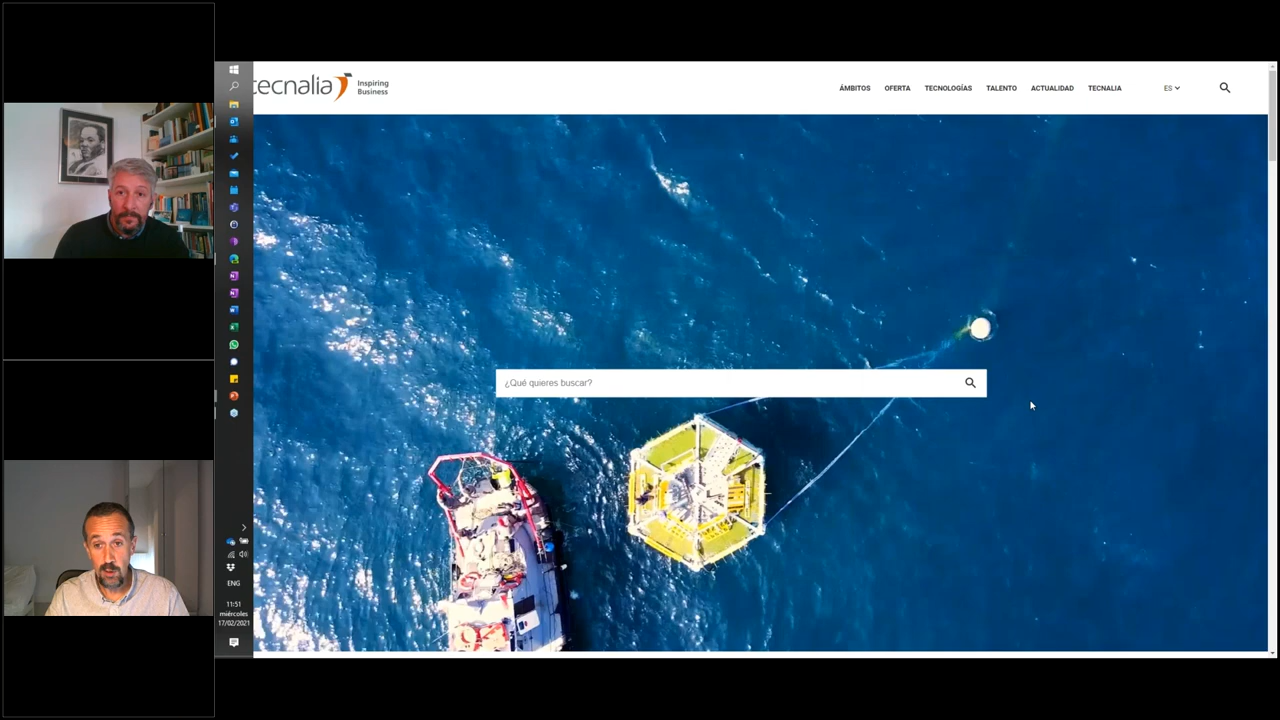 tecnalia Inspiring
Business
ÁMBITOS OFERTA TECNOLOGÍAS TALENTO ACTUALIDAD TECNALIA ES
¿Qué quieres buscar?
ENG
11:51
miércoles
17/02/2021